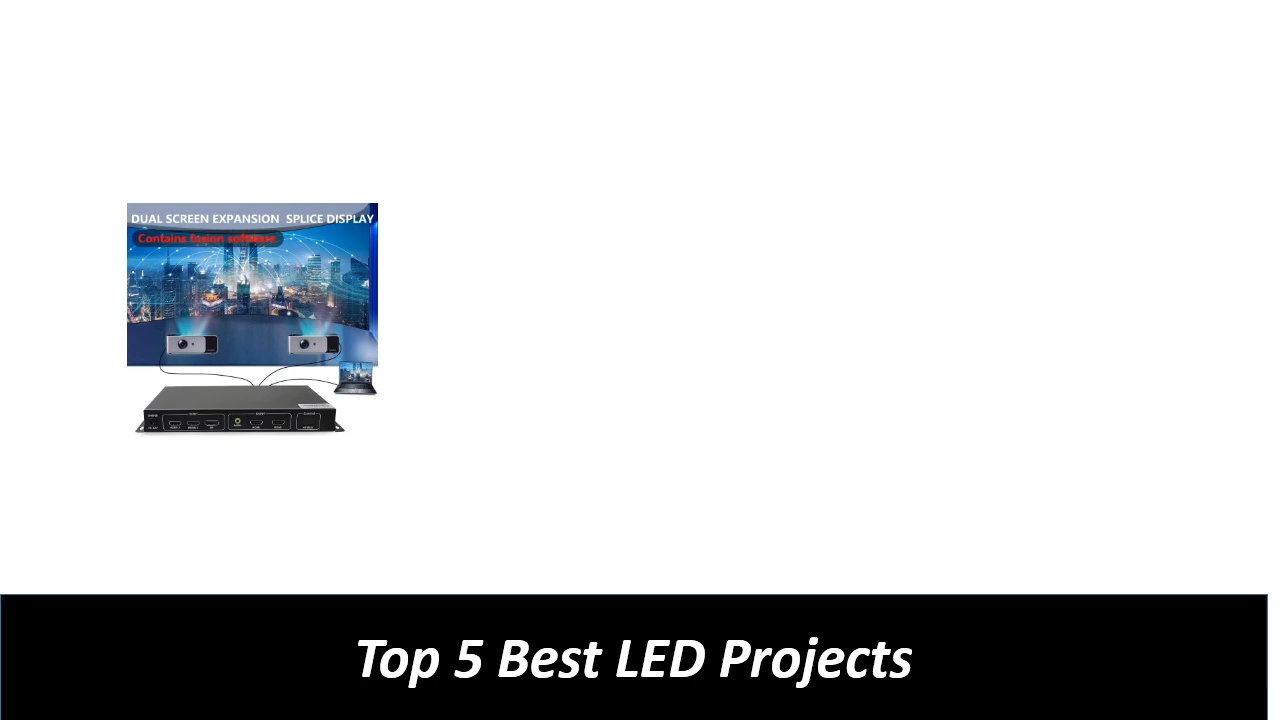 DUAL SCREEN EXPANSION SPLICE DISPLAY
Contains fusion software
Top 5 Best LED Projects